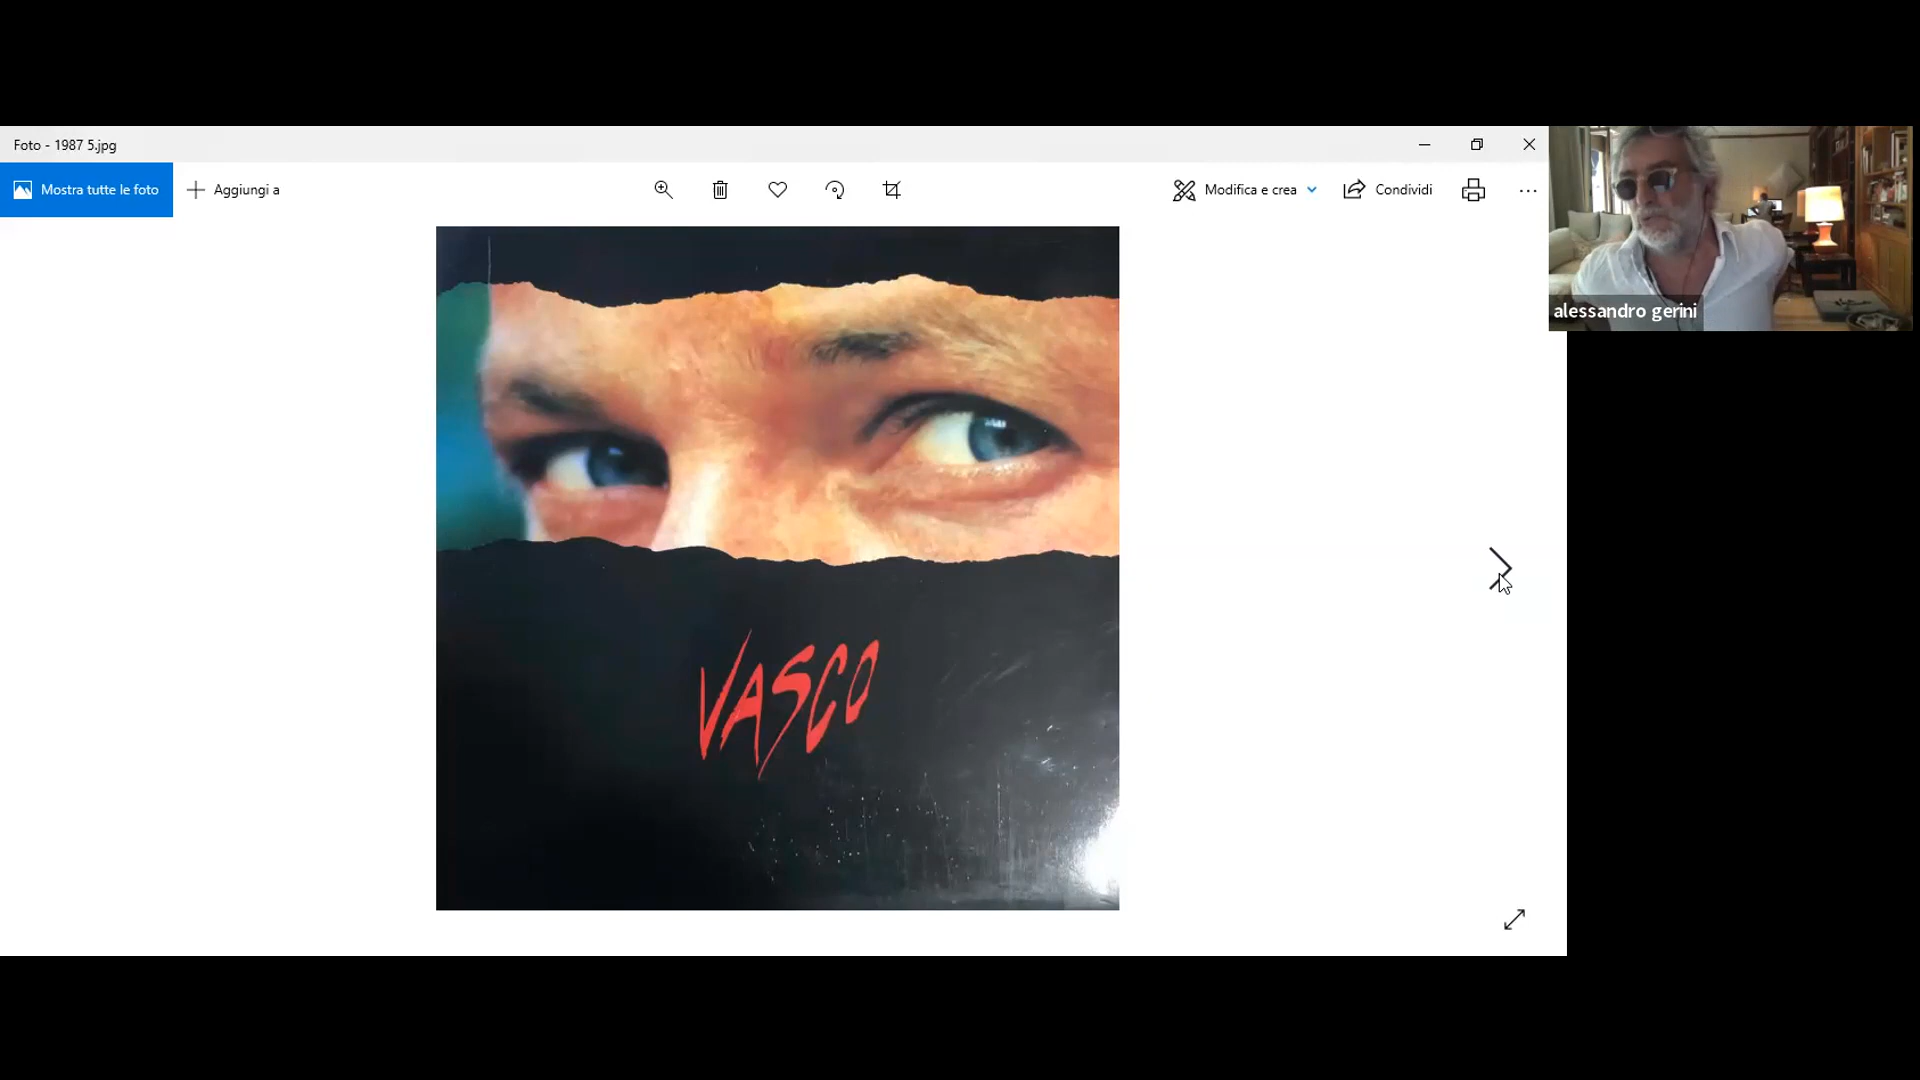 Foto - 1987 5.jpg
Mostra tutte le foto
Aggiungi a
Modifica e crea
Condividi
alessandro gerini
VASCO